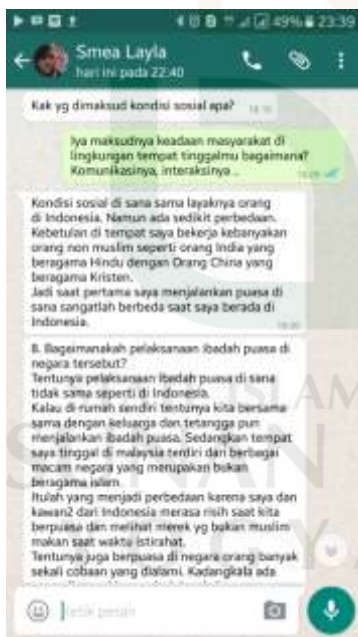 49% 23:39
Smea Layla
hari ini pada 22:40
Kak yg dimaksud kondisi sosial apa?
Iya maksudnya keadaan masyarakat di
lingkungan tempat tinggalmu bagaimana?
Komunikasinya, interaksinya ..
Kondisi sosial di sana sama layaknya orang
di Indonesia. Namun ada sedikit perbedaan.
Kebetulan di tempat saya bekerja kebanyakan
orang non muslim seperti orang India yang
beragama Hindu dengan Orang China yang
beragama Kristen.
Jadi saat pertama saya menjalankan puasa di
sana sangatlah berbeda saat saya berada di
Indonesia.
8. Bagaimanakah pelaksanaan ibadah puasa di
negara tersebut?
Tentunya pelaksanaan ibadah puasa di sana
tidak sama seperti di Indonesia.
Kalau di rumah sendiri tentunya kita bersama
sama dengan keluarga dan tetangga pun
menjalankan ibadah puasa. Sedangkan tempat
saya tinggal di malaysia terdiri dari berbagai
macam negara yang merupakan bukan
beragama islam.
Itulah yang menjadi perbedaan karena saya dan
kawan2 dari Indonesia merasa risih saat kita
berpuasa dan melihat merek yg bukan muslim
makan saat waktu istirahat.
Tentunya juga berpuasa di negara orang banyak
sekali cobaan yang dialami. Kadangkala ada
Ketik pesan
ISLAM